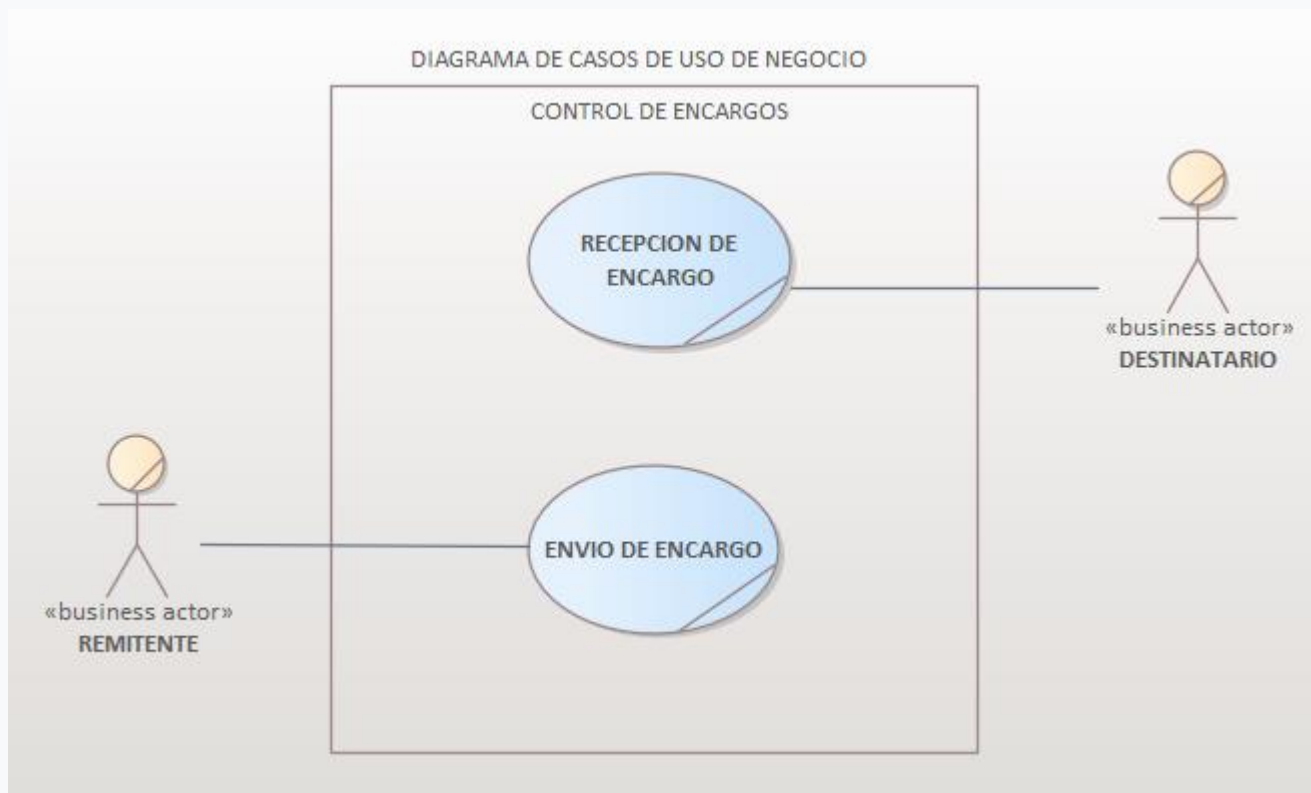 DIAGRAMA DE CASOS DE USO DE NEGOCIO
CONTROL DE ENCARGOS
RECEPCION DE
ENCARGO
«business actor»
DESTINATARIO
ENVIO DE ENCARGO
«business actor»
REMITENTE